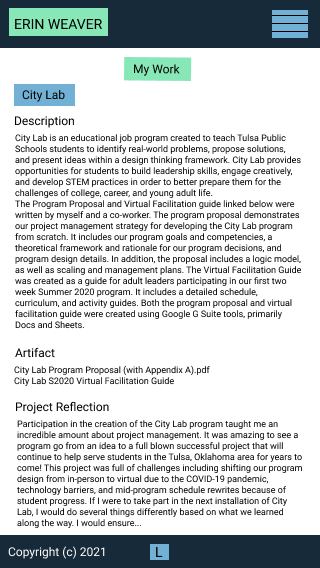 ERIN WEAVER
My Work
City Lab
Description
City Lab is an educational job program created to teach Tulsa Public
Schools students to identify real-world problems, propose solutions,
and present ideas within a design thinking framework. City Lab provides
opportunities for students to build leadership skills, engage creatively,
and develop STEM practices in order to better prepare them for the
challenges of college, career, and young adult life.
The Program Proposal and Virtual Facilitation guide linked below were
written by myself and a co-worker. The program proposal demonstrates
our project management strategy for developing the City Lab program
from scratch. It includes our program goals and competencies, a
theoretical framework and rationale for our program decisions, and
program design details. In addition, the proposal includes a logic model,
as well as scaling and management plans. The Virtual Facilitation Guide
was created as a guide for adult leaders participating in our first two
week Summer 2020 program. It includes a detailed schedule,
curriculum, and activity guides. Both the program proposal and virtual
facilitation guide were created using Google G Suite tools, primarily
Docs and Sheets.
Artifact
City Lab Program Proposal (with Appendix A).pdf
City Lab S2020 Virtual Facilitation Guide
Project Reflection
Participation in the creation of the City Lab program taught me an
incredible amount about project management. It was amazing to see a
program go from an idea to a full blown successful project that will
continue to help serve students in the Tulsa, Oklahoma area for years to
come! This project was full of challenges including shifting our program
design from in-person to virtual due to the COVID-19 pandemic,
technology barriers, and mid-program schedule rewrites because of
student progress. If I were to take part in the next installation of City
Lab, I would do several things differently based on what we learned
along the way. I would ensure...
Copyright (c) 2021
L